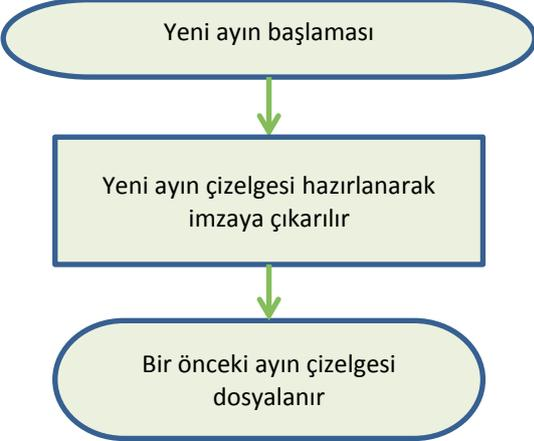 Yeni ayın başlaması
Yeni ayın çizelgesi hazırlanarak
imzaya çıkarılır
Bir önceki ayın çizelgesi
dosyalanır